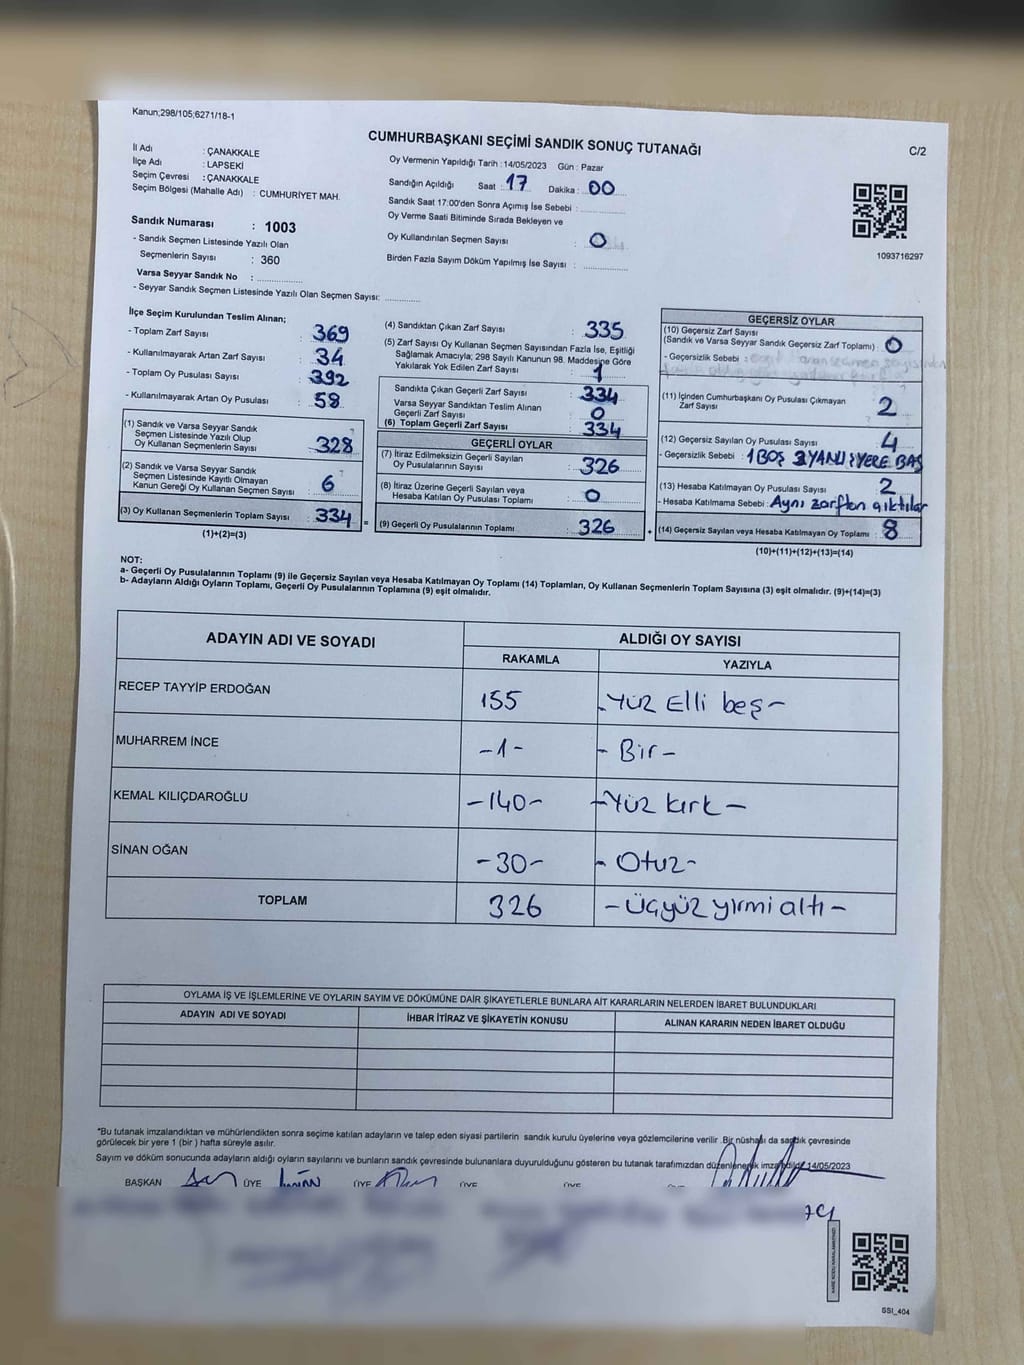 Kanun;298/105;6271/18-1
CUMHURBAŞKANI SEÇİMİ SANDIK SONUÇ TUTANAĞI
C/2
İl Adı : ÇANAKKALE
İlçe Adı : LAPSEKİ
Seçim Çevresi : ÇANAKKALE
Seçim Bölgesi (Mahalle Adı) : CUMHURİYET MAH.
Sandık Numarası : 1003
- Sandık Seçmen Listesinde Yazılı Olan
Seçmenlerin Sayısı : 360
Varsa Seyyar Sandık No :
- Seyyar Sandık Seçmen Listesinde Yazılı Olan Seçmen Sayısı:
Oy Vermenin Yapıldığı Tarih : 14/05/2023 Gün : Pazar
Sandığın Açıldığı Saat : 17 Dakika : 00
Sandık Saat 17:00'den Sonra Açımış İse Sebebi :
Oy Verme Saati Bitiminde Sırada Bekleyen ve
Oy Kullandırılan Seçmen Sayısı : 0
Birden Fazla Sayım Döküm Yapılmış İse Sayısı :
1093716297
İlçe Seçim Kurulundan Teslim Alınan;
- Toplam Zarf Sayısı : 369
- Kullanılmayarak Artan Zarf Sayısı : 34
- Toplam Oy Pusulası Sayısı : 392
- Kullanılmayarak Artan Oy Pusulası : 58
(1) Sandık ve Varsa Seyyar Sandık
Seçmen Listesinde Yazılı Olup
Oy Kullanan Seçmenlerin Sayısı : 328
(2) Sandık ve Varsa Seyyar Sandık
Seçmen Listesinde Kayıtlı Olmayan
Kanun Gereği Oy Kullanan Seçmen Sayısı : 6
(3) Oy Kullanan Seçmenlerin Toplam Sayısı : 334 =
(1)+(2)=(3)
(4) Sandıktan Çıkan Zarf Sayısı : 335
(5) Zarf Sayısı Oy Kullanan Seçmen Sayısından Fazla İse, Eşitliği
Sağlamak Amacıyla; 298 Sayılı Kanunun 98. Maddesine Göre
Yakılarak Yok Edilen Zarf Sayısı : 1
Sandıkta Çıkan Geçerli Zarf Sayısı : 334
Varsa Seyyar Sandıktan Teslim Alınan
Geçerli Zarf Sayısı : 0
(6) Toplam Geçerli Zarf Sayısı : 334
GEÇERLİ OYLAR
(7) İtiraz Edilmeksizin Geçerli Sayılan
Oy Pusulalarının Sayısı : 326
(8) İtiraz Üzerine Geçerli Sayılan veya
Hesaba Katılan Oy Pusulası Toplamı : 0
(9) Geçerli Oy Pusulalarının Toplamı : 326 +
GEÇERSİZ OYLAR
(10) Geçersiz Zarf Sayısı
(Sandık ve Varsa Seyyar Sandık Geçersiz Zarf Toplamı) : 0
- Geçersizlik Sebebi :
(11) İçinden Cumhurbaşkanı Oy Pusulası Çıkmayan
Zarf Sayısı : 2
(12) Geçersiz Sayılan Oy Pusulası Sayısı : 4
- Geçersizlik Sebebi : 1 BOŞ 3 YANLIŞ YERE BAS
(13) Hesaba Katılmayan Oy Pusulası Sayısı : 2
- Hesaba Katılmama Sebebi : Aynı zarftan çıktılar
(14) Geçersiz Sayılan veya Hesaba Katılmayan Oy Toplamı : 8
(10)+(11)+(12)+(13)=(14)
NOT:
a- Geçerli Oy Pusulalarının Toplamı (9) ile Geçersiz Sayılan veya Hesaba Katılmayan Oy Toplamı (14) Toplamları, Oy Kullanan Seçmenlerin Toplam Sayısına (3) eşit olmalıdır. (9)+(14)=(3)
b- Adayların Aldığı Oyların Toplamı, Geçerli Oy Pusulalarının Toplamına (9) eşit olmalıdır.
ADAYIN ADI VE SOYADI ALDIĞI OY SAYISI
RAKAMLA YAZIYLA
RECEP TAYYİP ERDOĞAN 155 -Yüz Elli beş-
MUHARREM İNCE -1- -Bir-
KEMAL KILIÇDAROĞLU -140- -Yüz kırk-
SİNAN OĞAN -30- -Otuz-
TOPLAM 326 -Üçyüz yirmi altı-
OYLAMA İŞ VE İŞLEMLERİNE VE OYLARIN SAYIM VE DÖKÜMÜNE DAİR ŞİKAYETLERLE BUNLARA AİT KARARLARIN NELERDEN İBARET BULUNDUKLARI
ADAYIN ADI VE SOYADI İHBAR İTİRAZ VE ŞİKAYETİN KONUSU ALINAN KARARIN NEDEN İBARET OLDUĞU
*Bu tutanak imzalandıktan ve mühürlendikten sonra seçime katılan adayların ve talep eden siyasi partilerin sandık kurulu üyelerine veya gözlemcilerine verilir .Bir nüshası da sandık çevresinde
görülecek bir yere 1 (bir ) hafta süreyle asılır.
Sayım ve döküm sonucunda adayların aldığı oyların sayılarını ve bunların sandık çevresinde bulunanlara duyurulduğunu gösteren bu tutanak tarafımızdan düzenlenerek imza edildi. 14/05/2023
BAŞKAN ÜYE ÜYE ÜYE ÜYE
SSI_404